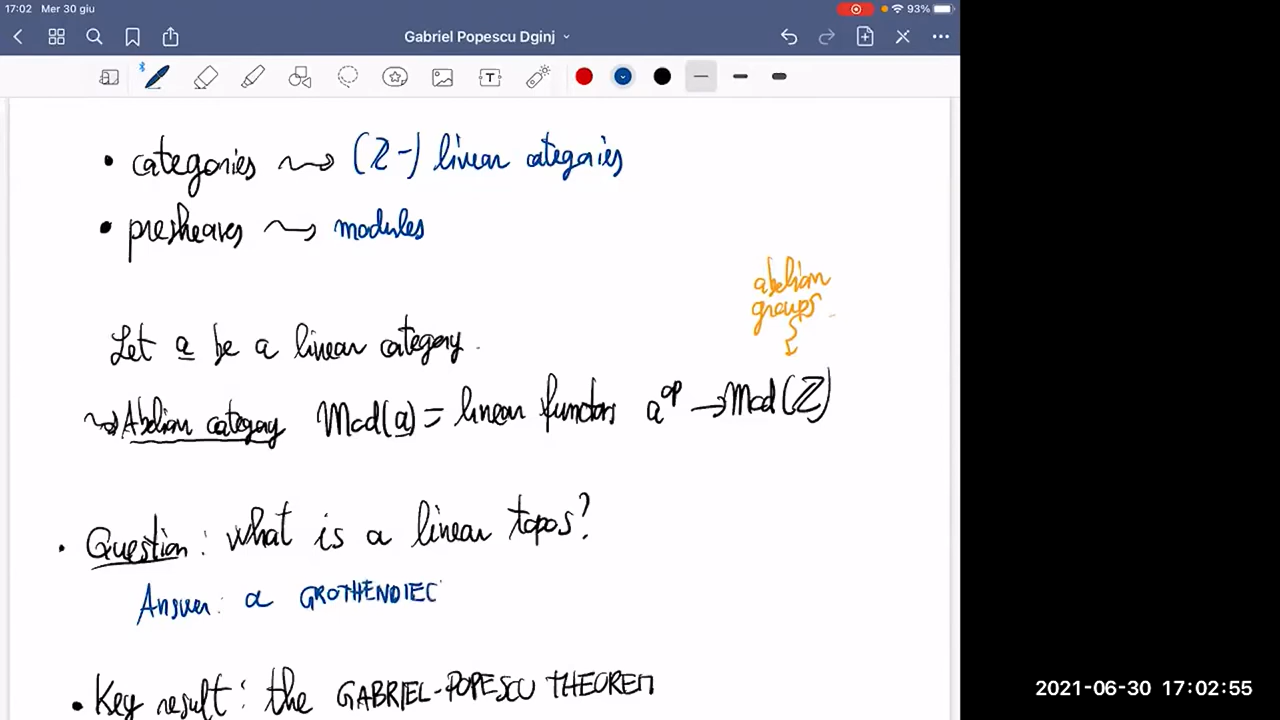 17:02 Mer 30 giu 93%
Gabriel Popescu Dginj
T
• categories ⤳ (ℤ-) linear categories
• presheaves ⤳ modules
abelian
groups
Let a be a linear category.
⤳ Abelian category Mod(a) = linear functors a^op → Mod(ℤ)
• Question: what is a linear topos?
Answer: a GROTHENDIEC
• Key result: the GABRIEL-POPESCU THEOREM
2021-06-30 17:02:55